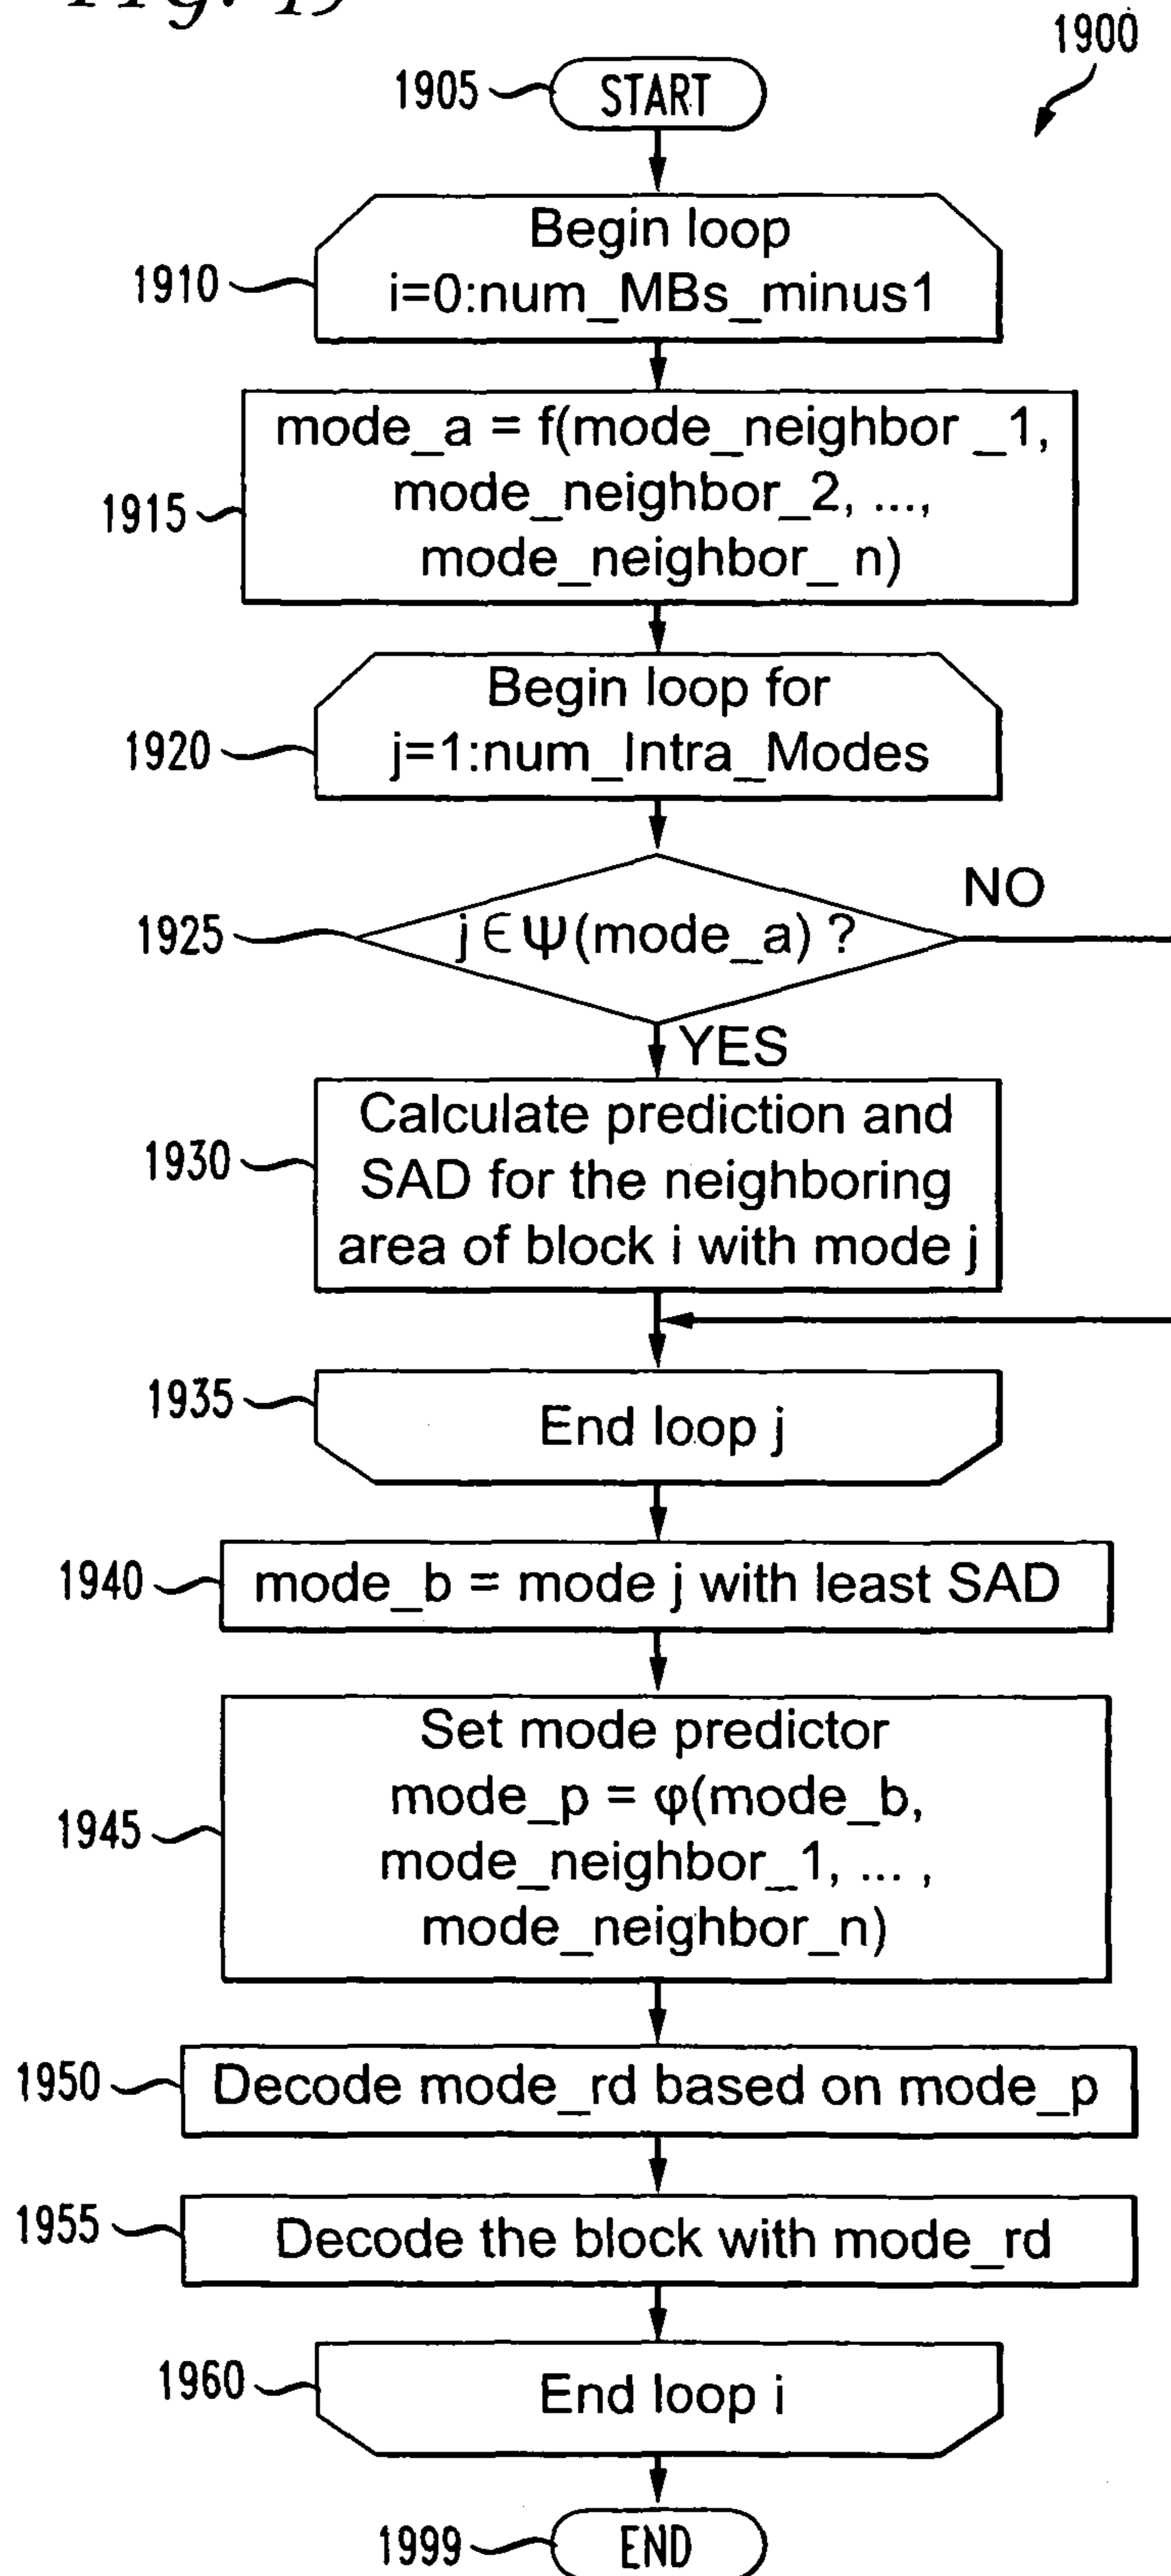 Fig. 19
1900
1905
START
1910
Begin loop
i=0:num_MBs_minus1
1915
mode_a = f(mode_neighbor _1,
mode_neighbor_2, ...,
mode_neighbor_ n)
1920
Begin loop for
j=1:num_Intra_Modes
1925
j ∈ Ψ(mode_a) ?
NO
YES
1930
Calculate prediction and
SAD for the neighboring
area of block i with mode j
1935
End loop j
1940
mode_b = mode j with least SAD
1945
Set mode predictor
mode_p = φ(mode_b,
mode_neighbor_1, ... ,
mode_neighbor_n)
1950
Decode mode_rd based on mode_p
1955
Decode the block with mode_rd
1960
End loop i
1999
END